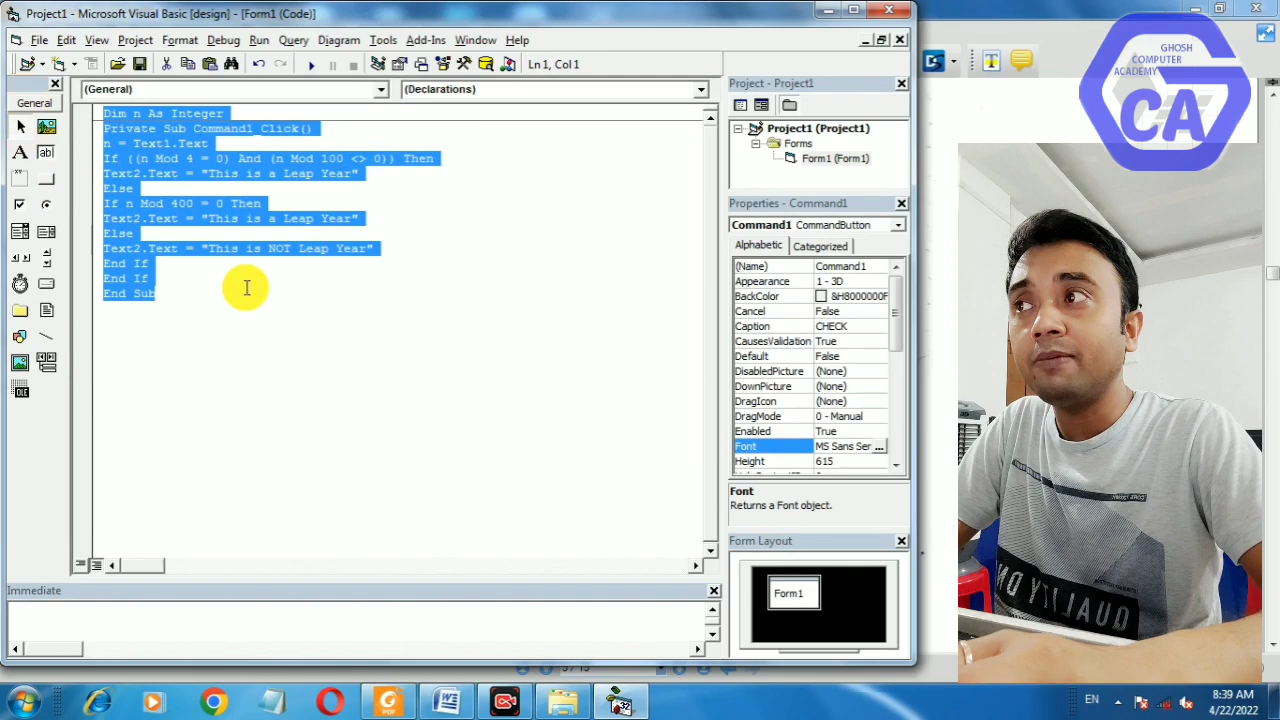 Project1 - Microsoft Visual Basic [design] - [Form1 (Code)]
File Edit View Project Format Debug Run Query Diagram Tools Add-Ins Window Help
Ln 1, Col 1
General
(General)
(Declarations)
Dim n As Integer
Private Sub Command1_Click()
n = Text1.Text
If ((n Mod 4 = 0) And (n Mod 100 <> 0)) Then
Text2.Text = "This is a Leap Year"
Else
If n Mod 400 = 0 Then
Text2.Text = "This is a Leap Year"
Else
Text2.Text = "This is NOT Leap Year"
End If
End If
End Sub
Immediate
Project - Project1
Project1 (Project1)
Forms
Form1 (Form1)
Properties - Command1
Command1 CommandButton
Alphabetic Categorized
(Name) Command1
Appearance 1 - 3D
BackColor &H8000000F
Cancel False
Caption CHECK
CausesValidation True
Default False
DisabledPicture (None)
DownPicture (None)
DragIcon (None)
DragMode 0 - Manual
Enabled True
Font MS Sans Ser ...
Height 615
Font
Returns a Font object.
Form Layout
Form1
GHOSH
COMPUTER
ACADEMY
CA
QUALITY DN
EN
8:39 AM
4/22/2022